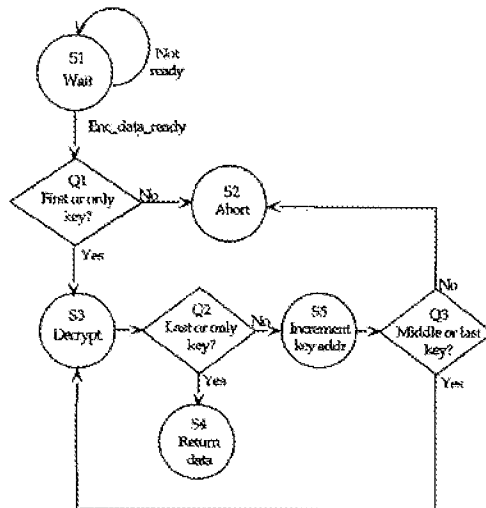 S1
Wait
Not
ready
Enc_data_ready
Q1
First or only
key?
No
S2
Abort
Yes
No
S3
Decrypt
Q2
Last or only
key?
No
S5
Increment
key addr
Q3
Middle or last
key?
Yes
Yes
S4
Return
data